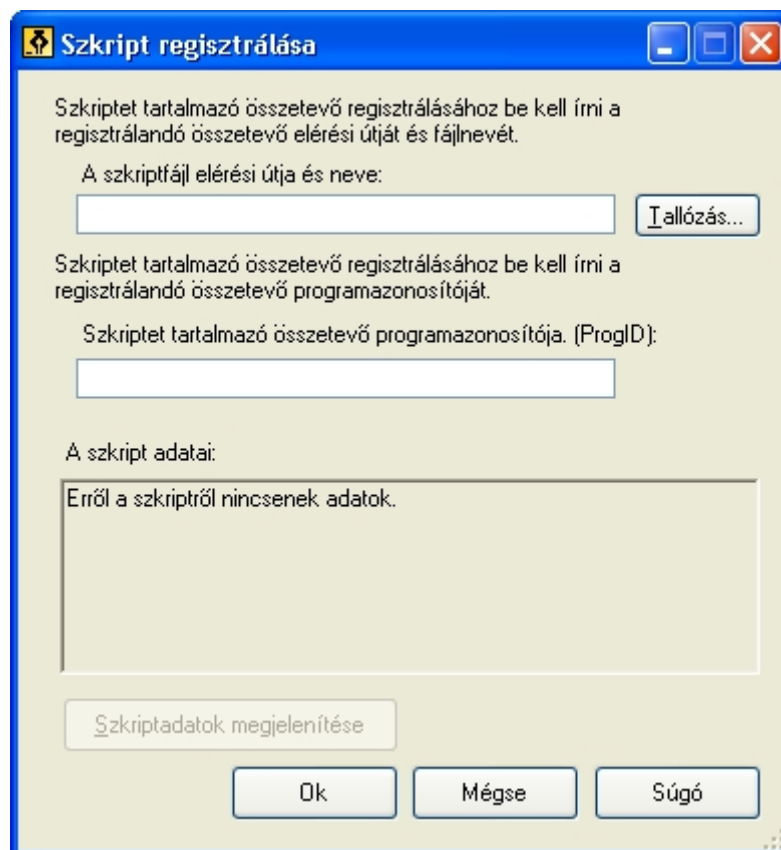 Szkript regisztrálása
Szkriptet tartalmazó összetevő regisztrálásához be kell írni a
regisztrálandó összetevő elérési útját és fájlnevét.
A szkriptfájl elérési útja és neve:
Tallózás...
Szkriptet tartalmazó összetevő regisztrálásához be kell írni a
regisztrálandó összetevő programazonosítóját.
Szkriptet tartalmazó összetevő programazonosítója. (ProgID):
A szkript adatai:
Erről a szkriptről nincsenek adatok.
Szkriptadatok megjelenítése
Ok
Mégse
Súgó